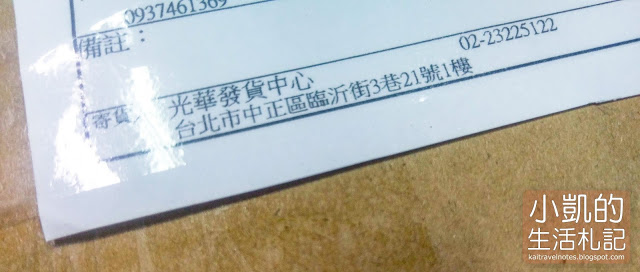 0937461369
備註：
寄貨人 光華發貨中心 02-23225122
台北市中正區臨沂街3巷21號1樓
小凱的
生活札記
kaitravelnotes.blogspot.com